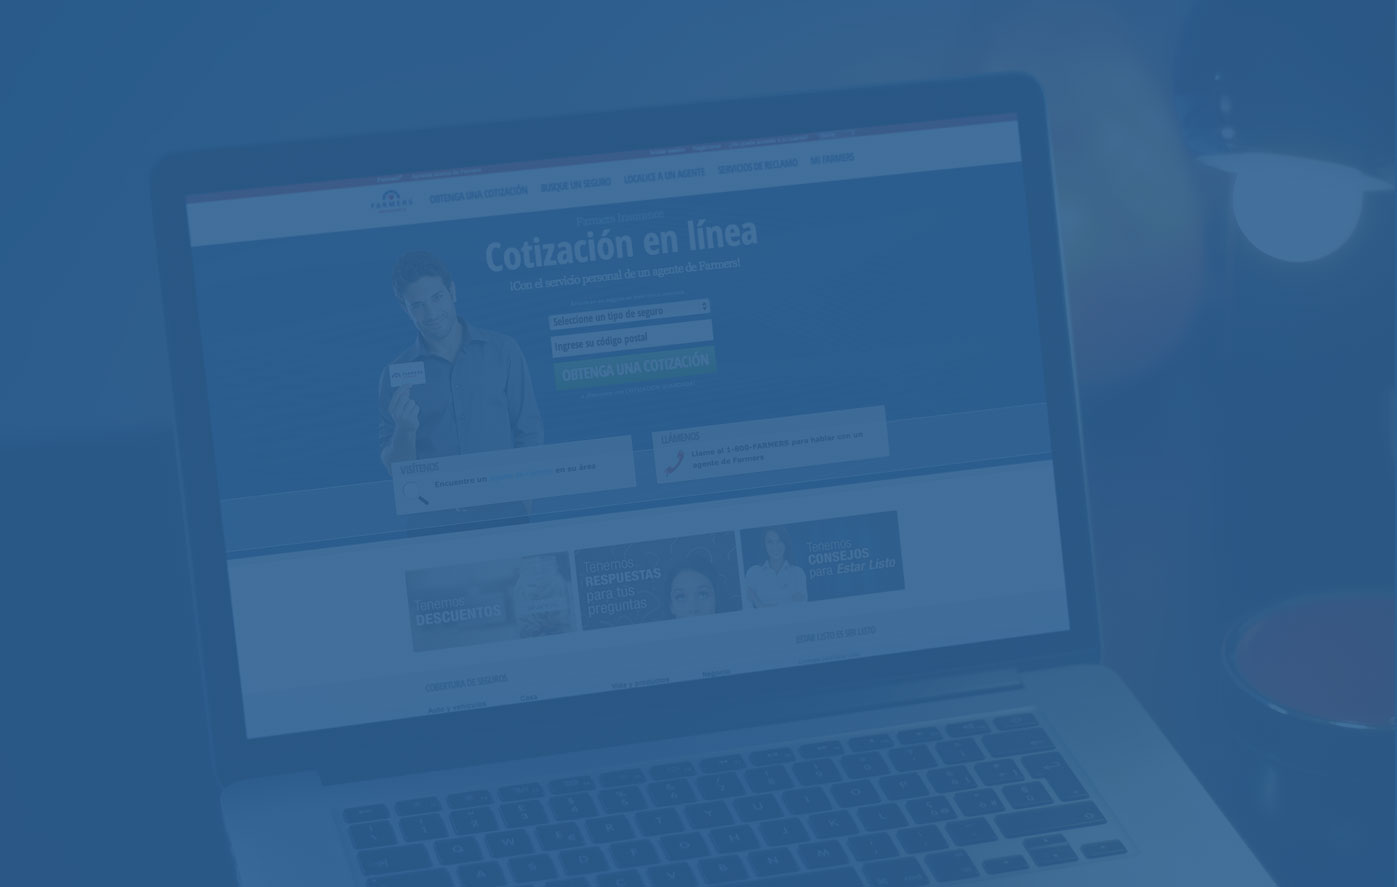 FARMERS
OBTENGA UNA COTIZACIÓN
BUSQUE UN SEGURO
LOCALICE A UN AGENTE
SERVICIOS DE RECLAMO
MI FARMERS
Farmers Insurance
Cotización en línea
¡Con el servicio personal de un agente de Farmers!
Seleccione un tipo de seguro
Ingrese su código postal
OBTENGA UNA COTIZACIÓN
VISÍTENOS
Encuentre un
en su área
LLÁMENOS
Llame al 1-800-FARMERS para hablar con un
agente de Farmers
Tenemos
DESCUENTOS
Tenemos
RESPUESTAS
para tus
preguntas
Tenemos
CONSEJOS
para Estar Listo
COBERTURA DE SEGUROS
Auto y vehículos
Casa
Vida y productos
Negocio
ESTAR LISTO ES SER LISTO